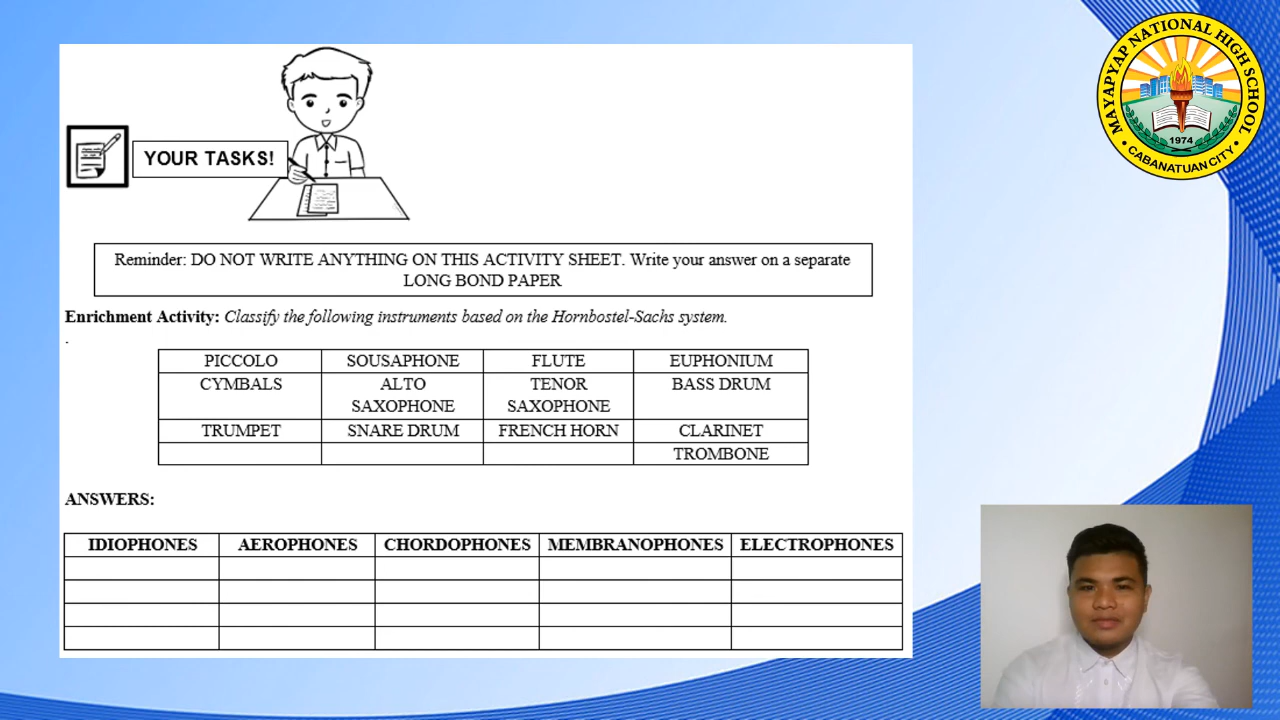 MAYAPYAP NATIONAL HIGH SCHOOL
1974
• CABANATUAN CITY •
YOUR TASKS!
Reminder: DO NOT WRITE ANYTHING ON THIS ACTIVITY SHEET. Write your answer on a separate
LONG BOND PAPER
Enrichment Activity: Classify the following instruments based on the Hornbostel-Sachs system.
.
PICCOLO SOUSAPHONE FLUTE EUPHONIUM
CYMBALS ALTO TENOR BASS DRUM
SAXOPHONE SAXOPHONE
TRUMPET SNARE DRUM FRENCH HORN CLARINET
TROMBONE
ANSWERS:
IDIOPHONES AEROPHONES CHORDOPHONES MEMBRANOPHONES ELECTROPHONES